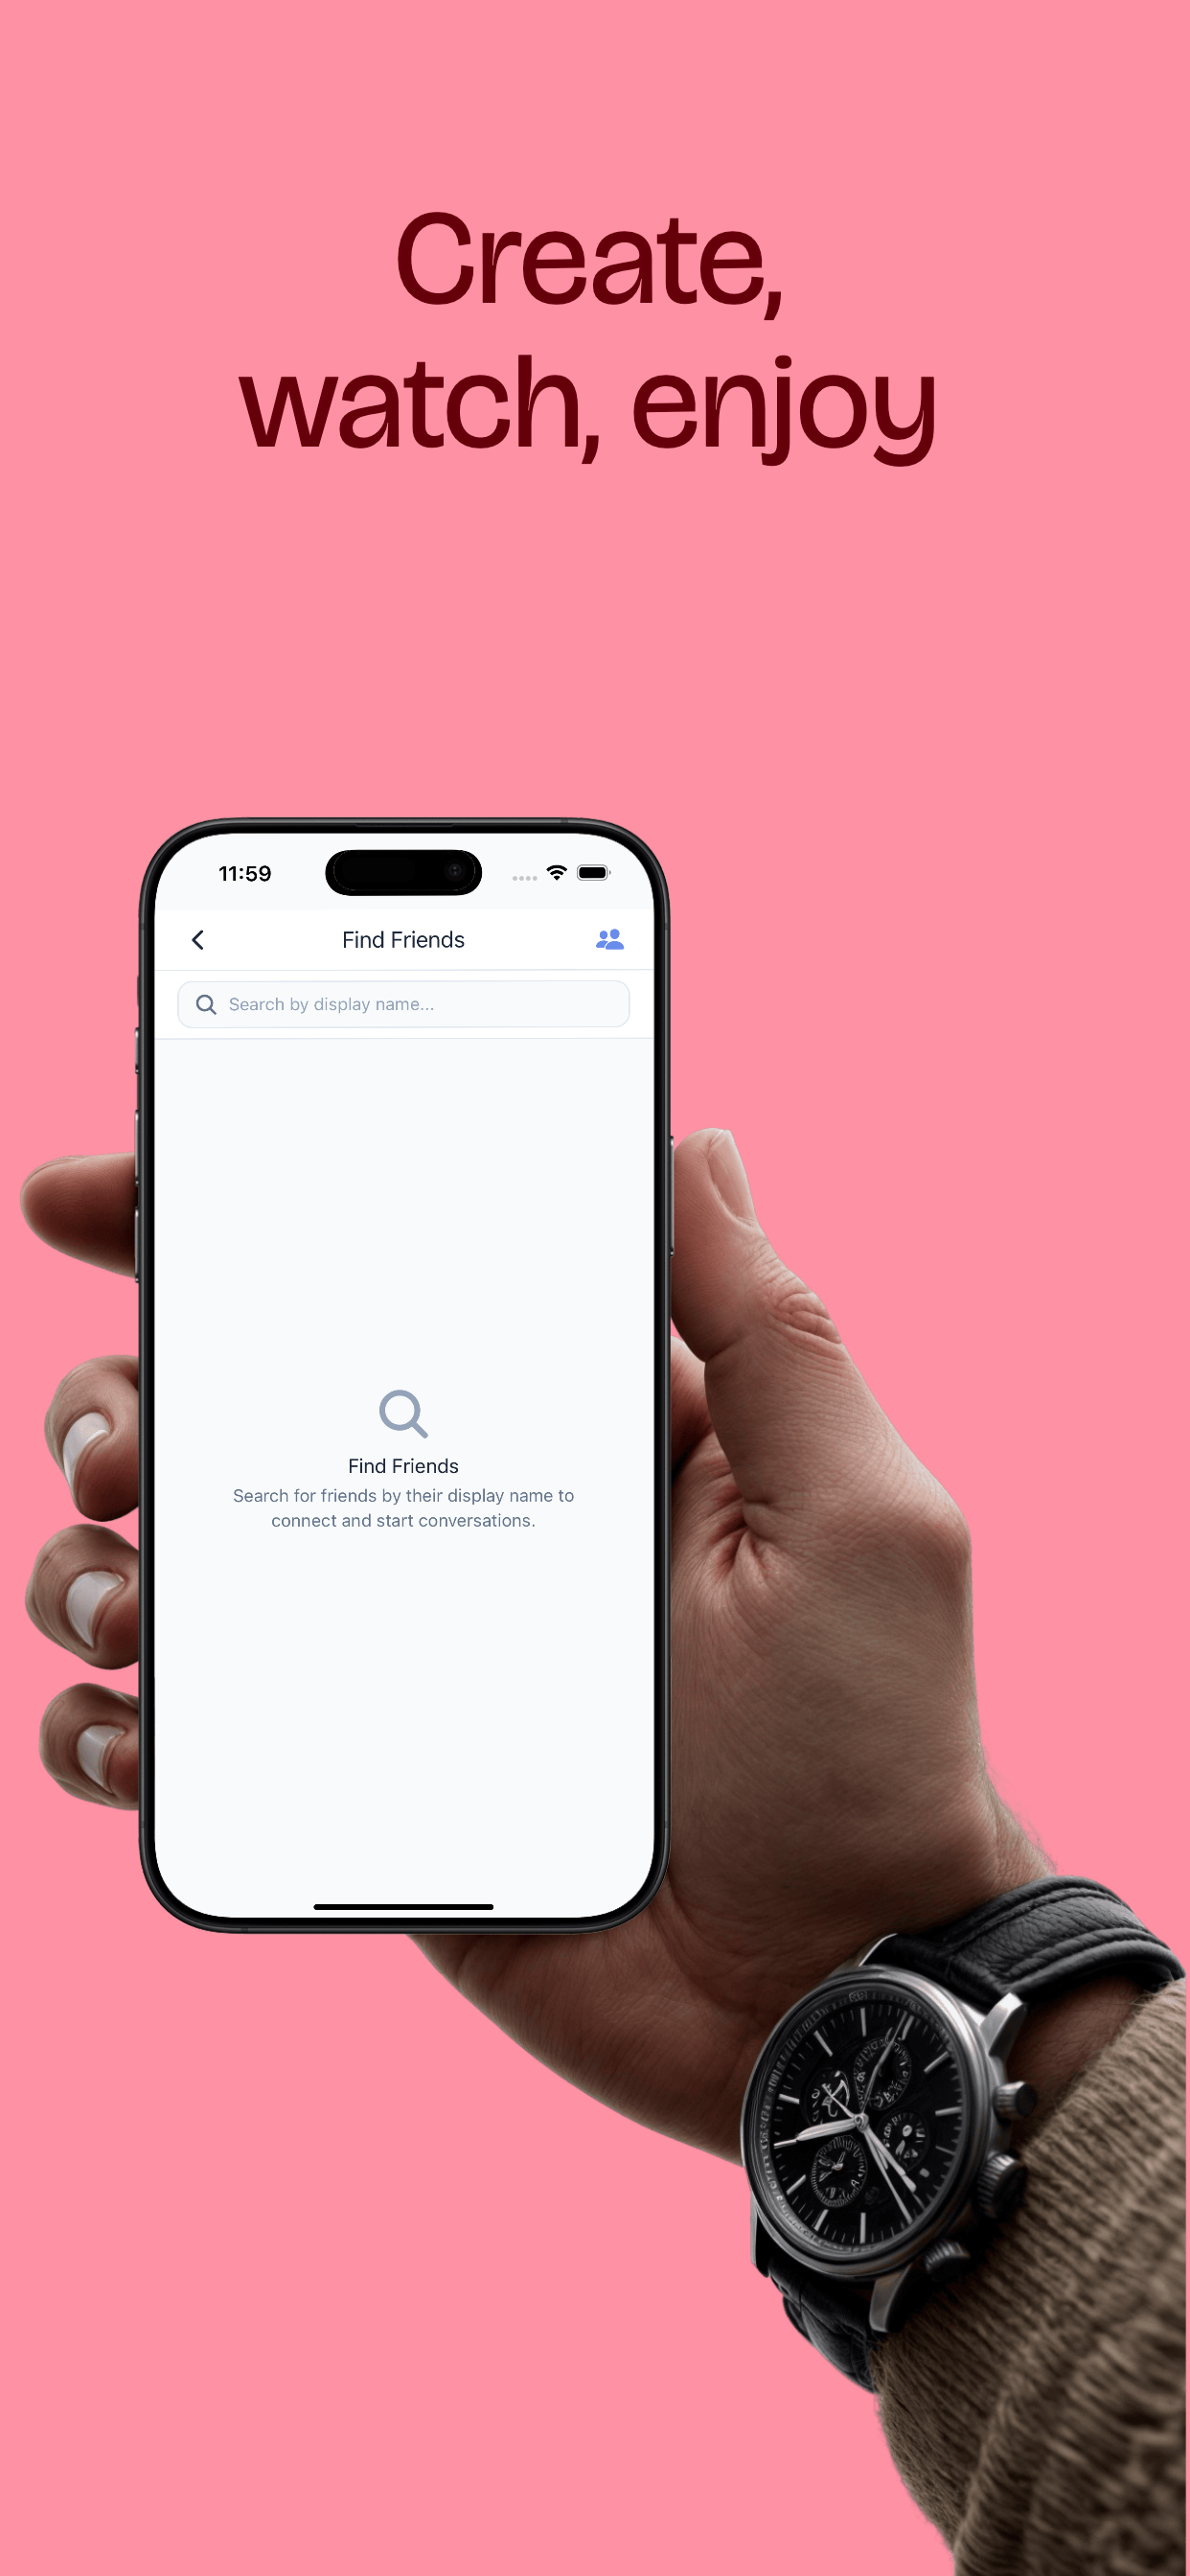 Create,
watch, enjoy
11:59
Find Friends
Search by display name...
Find Friends
Search for friends by their display name to
connect and start conversations.